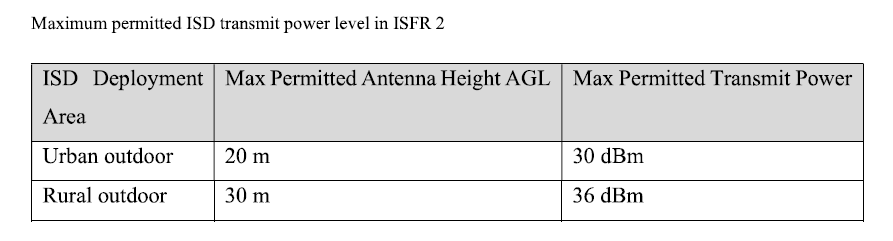 Maximum permitted ISD transmit power level in ISFR 2
ISD Deployment Area Max Permitted Antenna Height AGL Max Permitted Transmit Power
Urban outdoor 20 m 30 dBm
Rural outdoor 30 m 36 dBm